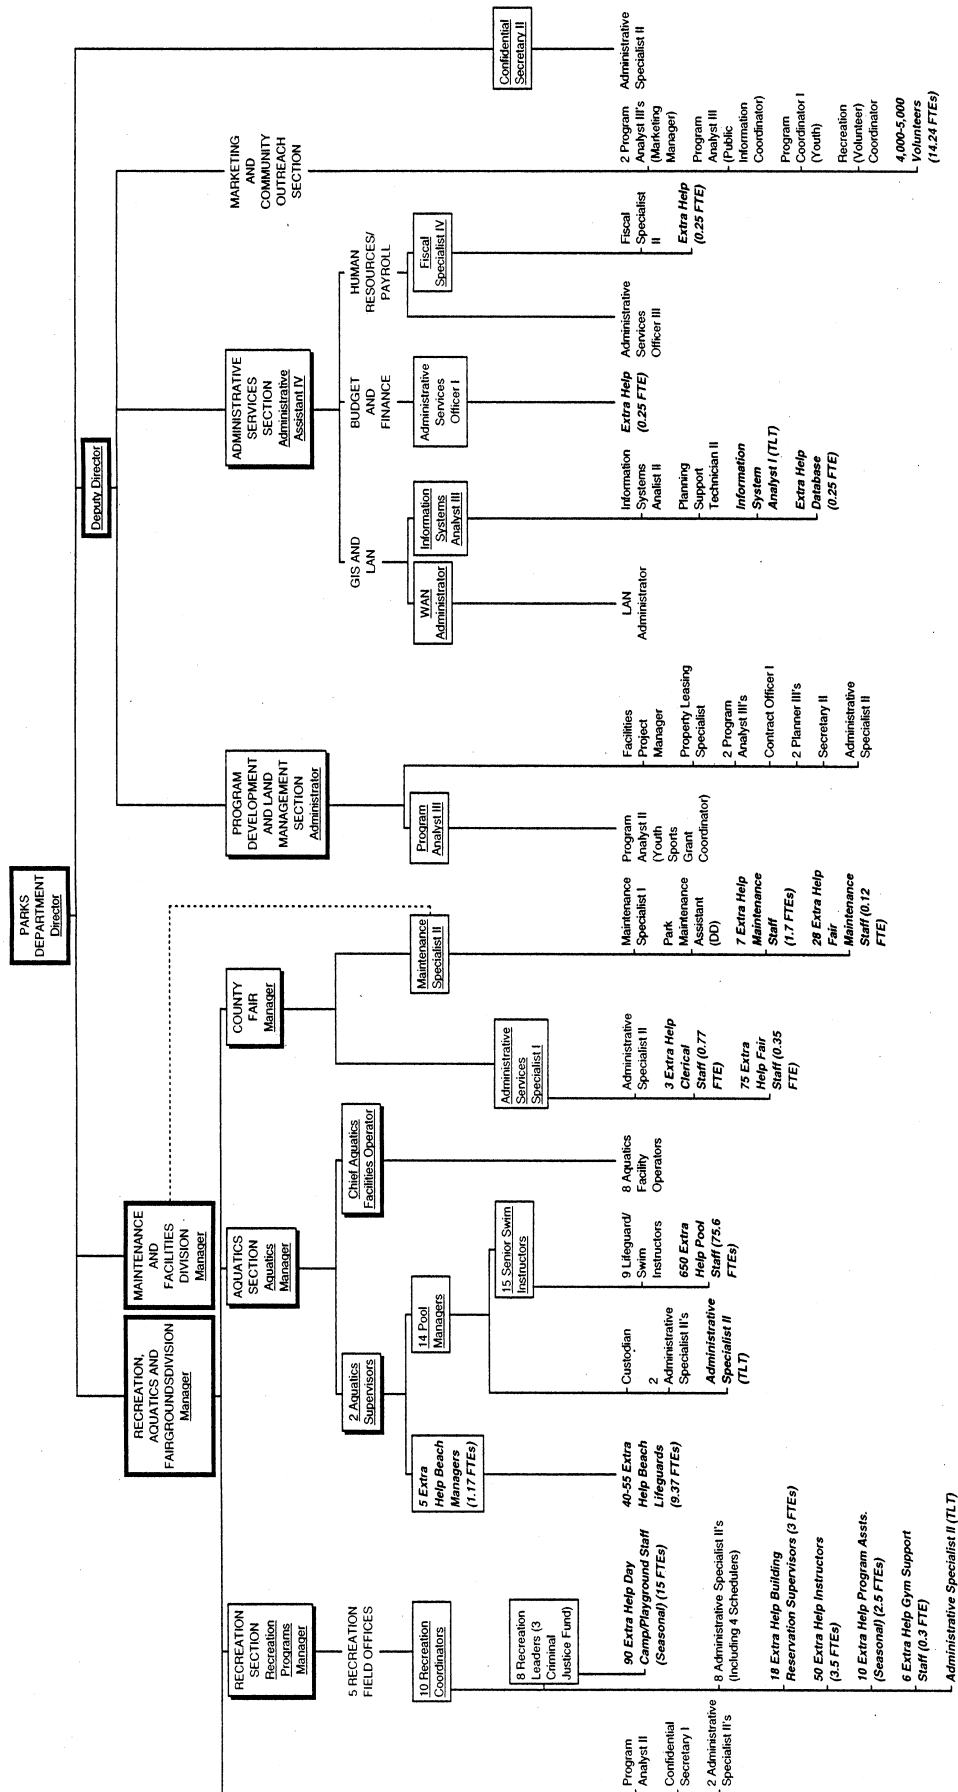 PARKS
DEPARTMENT
Director
Deputy Director
RECREATION,
AQUATICS AND
FAIRGROUNDSDIVISION
Manager
MAINTENANCE
AND
FACILITIES
DIVISION
Manager
RECREATION
SECTION
Recreation
Programs
Manager
AQUATICS
SECTION
Aquatics
Manager
COUNTY
FAIR
Manager
PROGRAM
DEVELOPMENT
AND LAND
MANAGEMENT
SECTION
Administrator
ADMINISTRATIVE
SERVICES
SECTION
Administrative
Assistant IV
MARKETING
AND
COMMUNITY
OUTREACH
SECTION
5 RECREATION
FIELD OFFICES
2 Aquatics
Supervisors
Chief Aquatics
Facilities Operator
GIS AND
LAN
BUDGET
AND
FINANCE
HUMAN
RESOURCES/
PAYROLL
10 Recreation
Coordinators
5 Extra
Help Beach
Managers
(1.17 FTEs)
14 Pool
Managers
Maintenance
Specialist II
Program
Analyst III
WAN
Administrator
Information
Systems
Analyst III
Administrative
Services
Officer I
Fiscal
Specialist IV
8 Recreation
Leaders (3
Criminal
Justice Fund)
15 Senior Swim
Instructors
Administrative
Services
Specialist I
Confidential
Secretary II
Program
Analyst II
Confidential
Secretary I
2 Administrative
Specialist II's
90 Extra Help Day
Camp/Playground Staff
(Seasonal) (15 FTEs)
8 Administrative Specialist II's
(Including 4 Schedulers)
18 Extra Help Building
Reservation Supervisors (3 FTEs)
50 Extra Help Instructors
(3.5 FTEs)
10 Extra Help Program Assts.
(Seasonal) (2.5 FTEs)
6 Extra Help Gym Support
Staff (0.3 FTE)
Administrative Specialist II (TLT)
40-55 Extra
Help Beach
Lifeguards
(9.37 FTEs)
Custodian
2
Administrative
Specialist II's
Administrative
Specialist II
(TLT)
9 Lifeguard/
Swim
Instructors
650 Extra
Help Pool
Staff (75.6
FTEs)
8 Aquatics
Facility
Operators
Administrative
Specialist II
3 Extra Help
Clerical
Staff (0.77
FTE)
75 Extra
Help Fair
Staff (0.35
FTE)
Maintenance
Specialist I
Park
Maintenance
Assistant
(DD)
7 Extra Help
Maintenance
Staff
(1.7 FTEs)
28 Extra Help
Fair
Maintenance
Staff (0.12
FTE)
Program
Analyst II
(Youth
Sports
Grant
Coordinator)
Facilities
Project
Manager
Property Leasing
Specialist
2 Program
Analyst III's
Contract Officer I
2 Planner III's
Secretary II
Administrative
Specialist II
LAN
Administrator
Information
Systems
Analist II
Planning
Support
Technician II
Information
System
Analyst I (TLT)
Extra Help
Database
(0.25 FTE)
Extra Help
(0.25 FTE)
Administrative
Services
Officer III
Fiscal
Specialist
II
Extra Help
(0.25 FTE)
2 Program
Analyst III's
(Marketing
Manager)
Program
Analyst III
(Public
Information
Coordinator)
Program
Coordinator I
(Youth)
Recreation
(Volunteer)
Coordinator
4,000-5,000
Volunteers
(14.24 FTEs)
Administrative
Specialist II